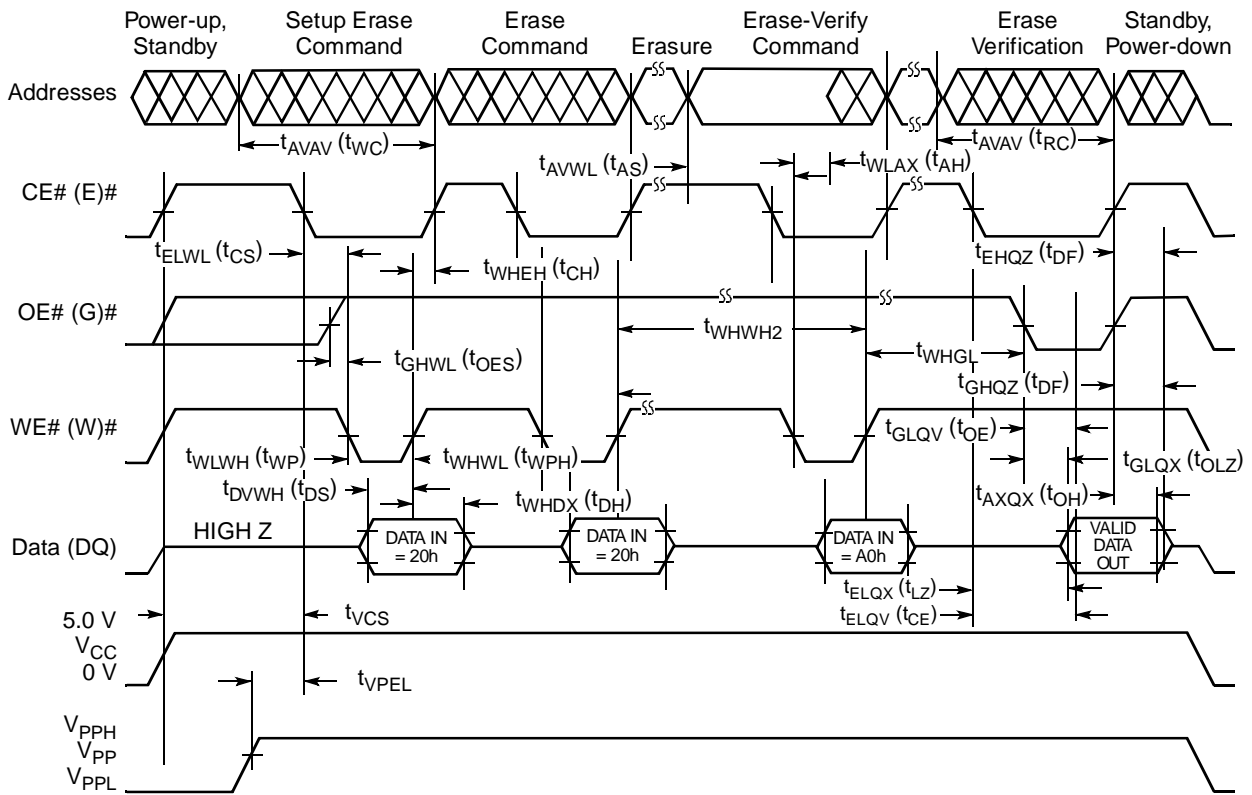 Power-up, Standby
Setup Erase Command
Erase Command
Erasure
Erase-Verify Command
Erase Verification
Standby, Power-down
Addresses
tAVAV (tWC)
tAVWL (tAS)
tWLAX (tAH)
tAVAV (tRC)
CE# (E)#
tELWL (tCS)
tWHEH (tCH)
tEHQZ (tDF)
OE# (G)#
tWHWH2
tGHWL (tOES)
tWHGL
tGHQZ (tDF)
WE# (W)#
tGLQV (tOE)
tWLWH (tWP)
tWHWL (tWPH)
tGLQX (tOLZ)
tDVWH (tDS)
tWHDX (tDH)
tAXQX (tOH)
Data (DQ)
HIGH Z
DATA IN
= 20h
DATA IN
= 20h
DATA IN
= A0h
VALID
DATA
OUT
tELQX (tLZ)
tELQV (tCE)
5.0 V
VCC
0 V
tVCS
tVPEL
VPPH
VPP
VPPL